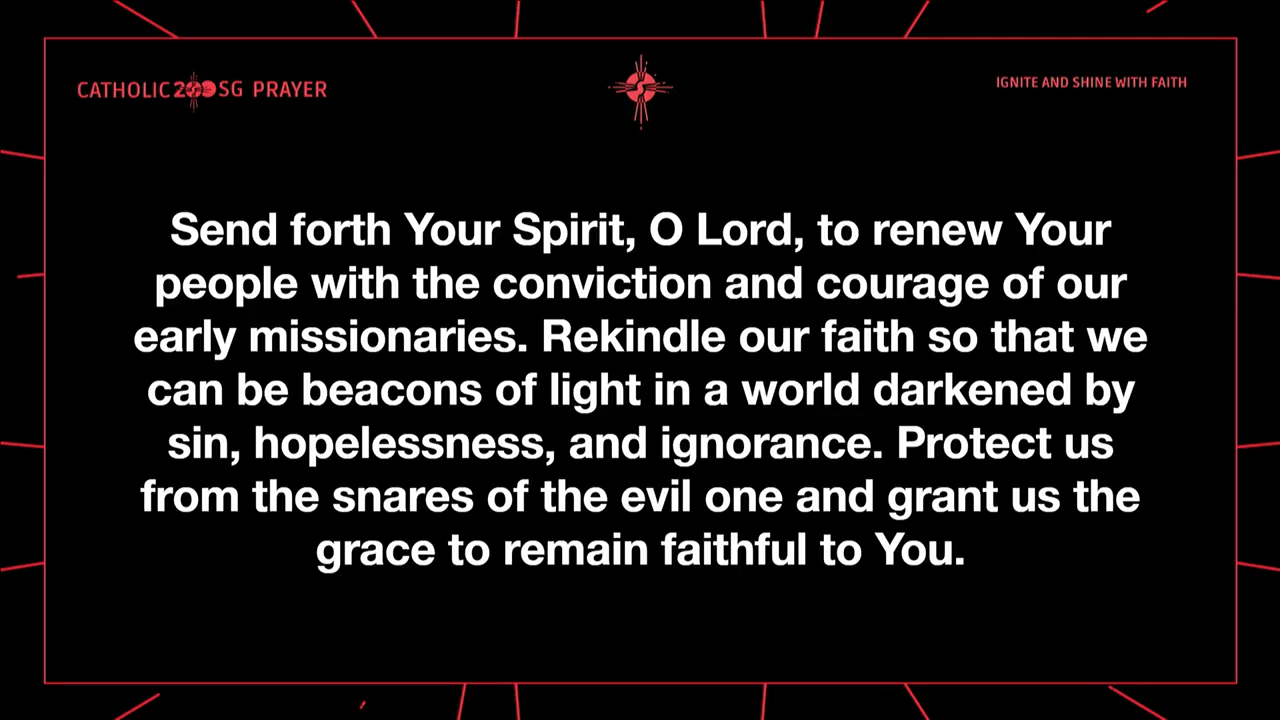 CATHOLIC200SG PRAYER
IGNITE AND SHINE WITH FAITH
Send forth Your Spirit, O Lord, to renew Your
people with the conviction and courage of our
early missionaries. Rekindle our faith so that we
can be beacons of light in a world darkened by
sin, hopelessness, and ignorance. Protect us
from the snares of the evil one and grant us the
grace to remain faithful to You.